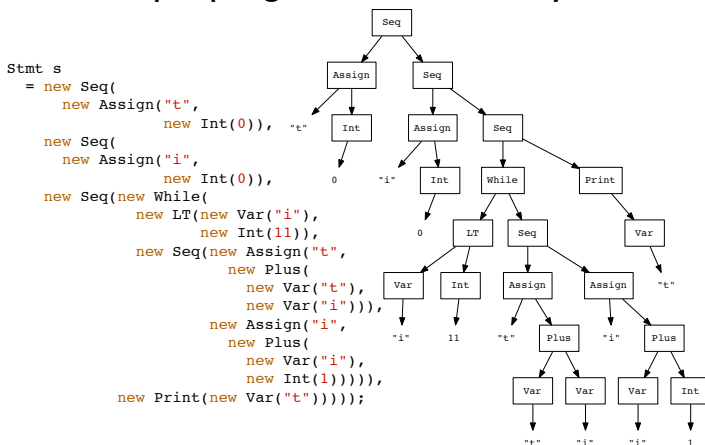 Stmt s
= new Seq(
new Assign("t",
new Int(0)),
new Seq(
new Assign("i",
new Int(0)),
new Seq(new While(
new LT(new Var("i"),
new Int(11)),
new Seq(new Assign("t",
new Plus(
new Var("t"),
new Var("i"))),
new Assign("i",
new Plus(
new Var("i"),
new Int(1))))),
new Print(new Var("t")))));
Seq
Assign Seq
"t" Int Assign Seq
0 "i" Int While Print
0 LT Seq Var
Var Int Assign Assign "t"
"i" 11 "t" Plus "i" Plus
Var Var Var Int
"t" "i" "i" 1